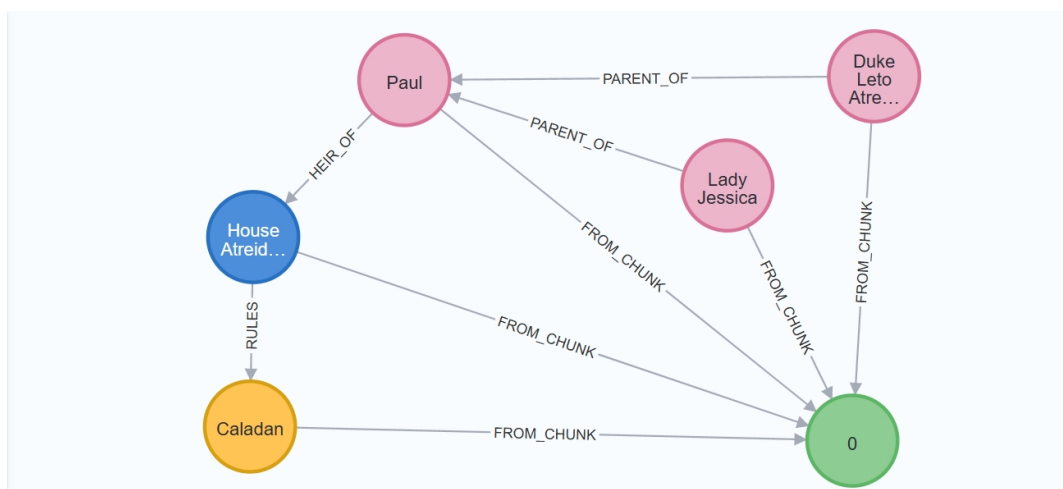 Paul
PARENT_OF
Duke
Leto
Atre…
PARENT_OF
Lady
Jessica
HEIR_OF
House
Atreid…
FROM_CHUNK
FROM_CHUNK
FROM_CHUNK
RULES
FROM_CHUNK
Caladan
FROM_CHUNK
0